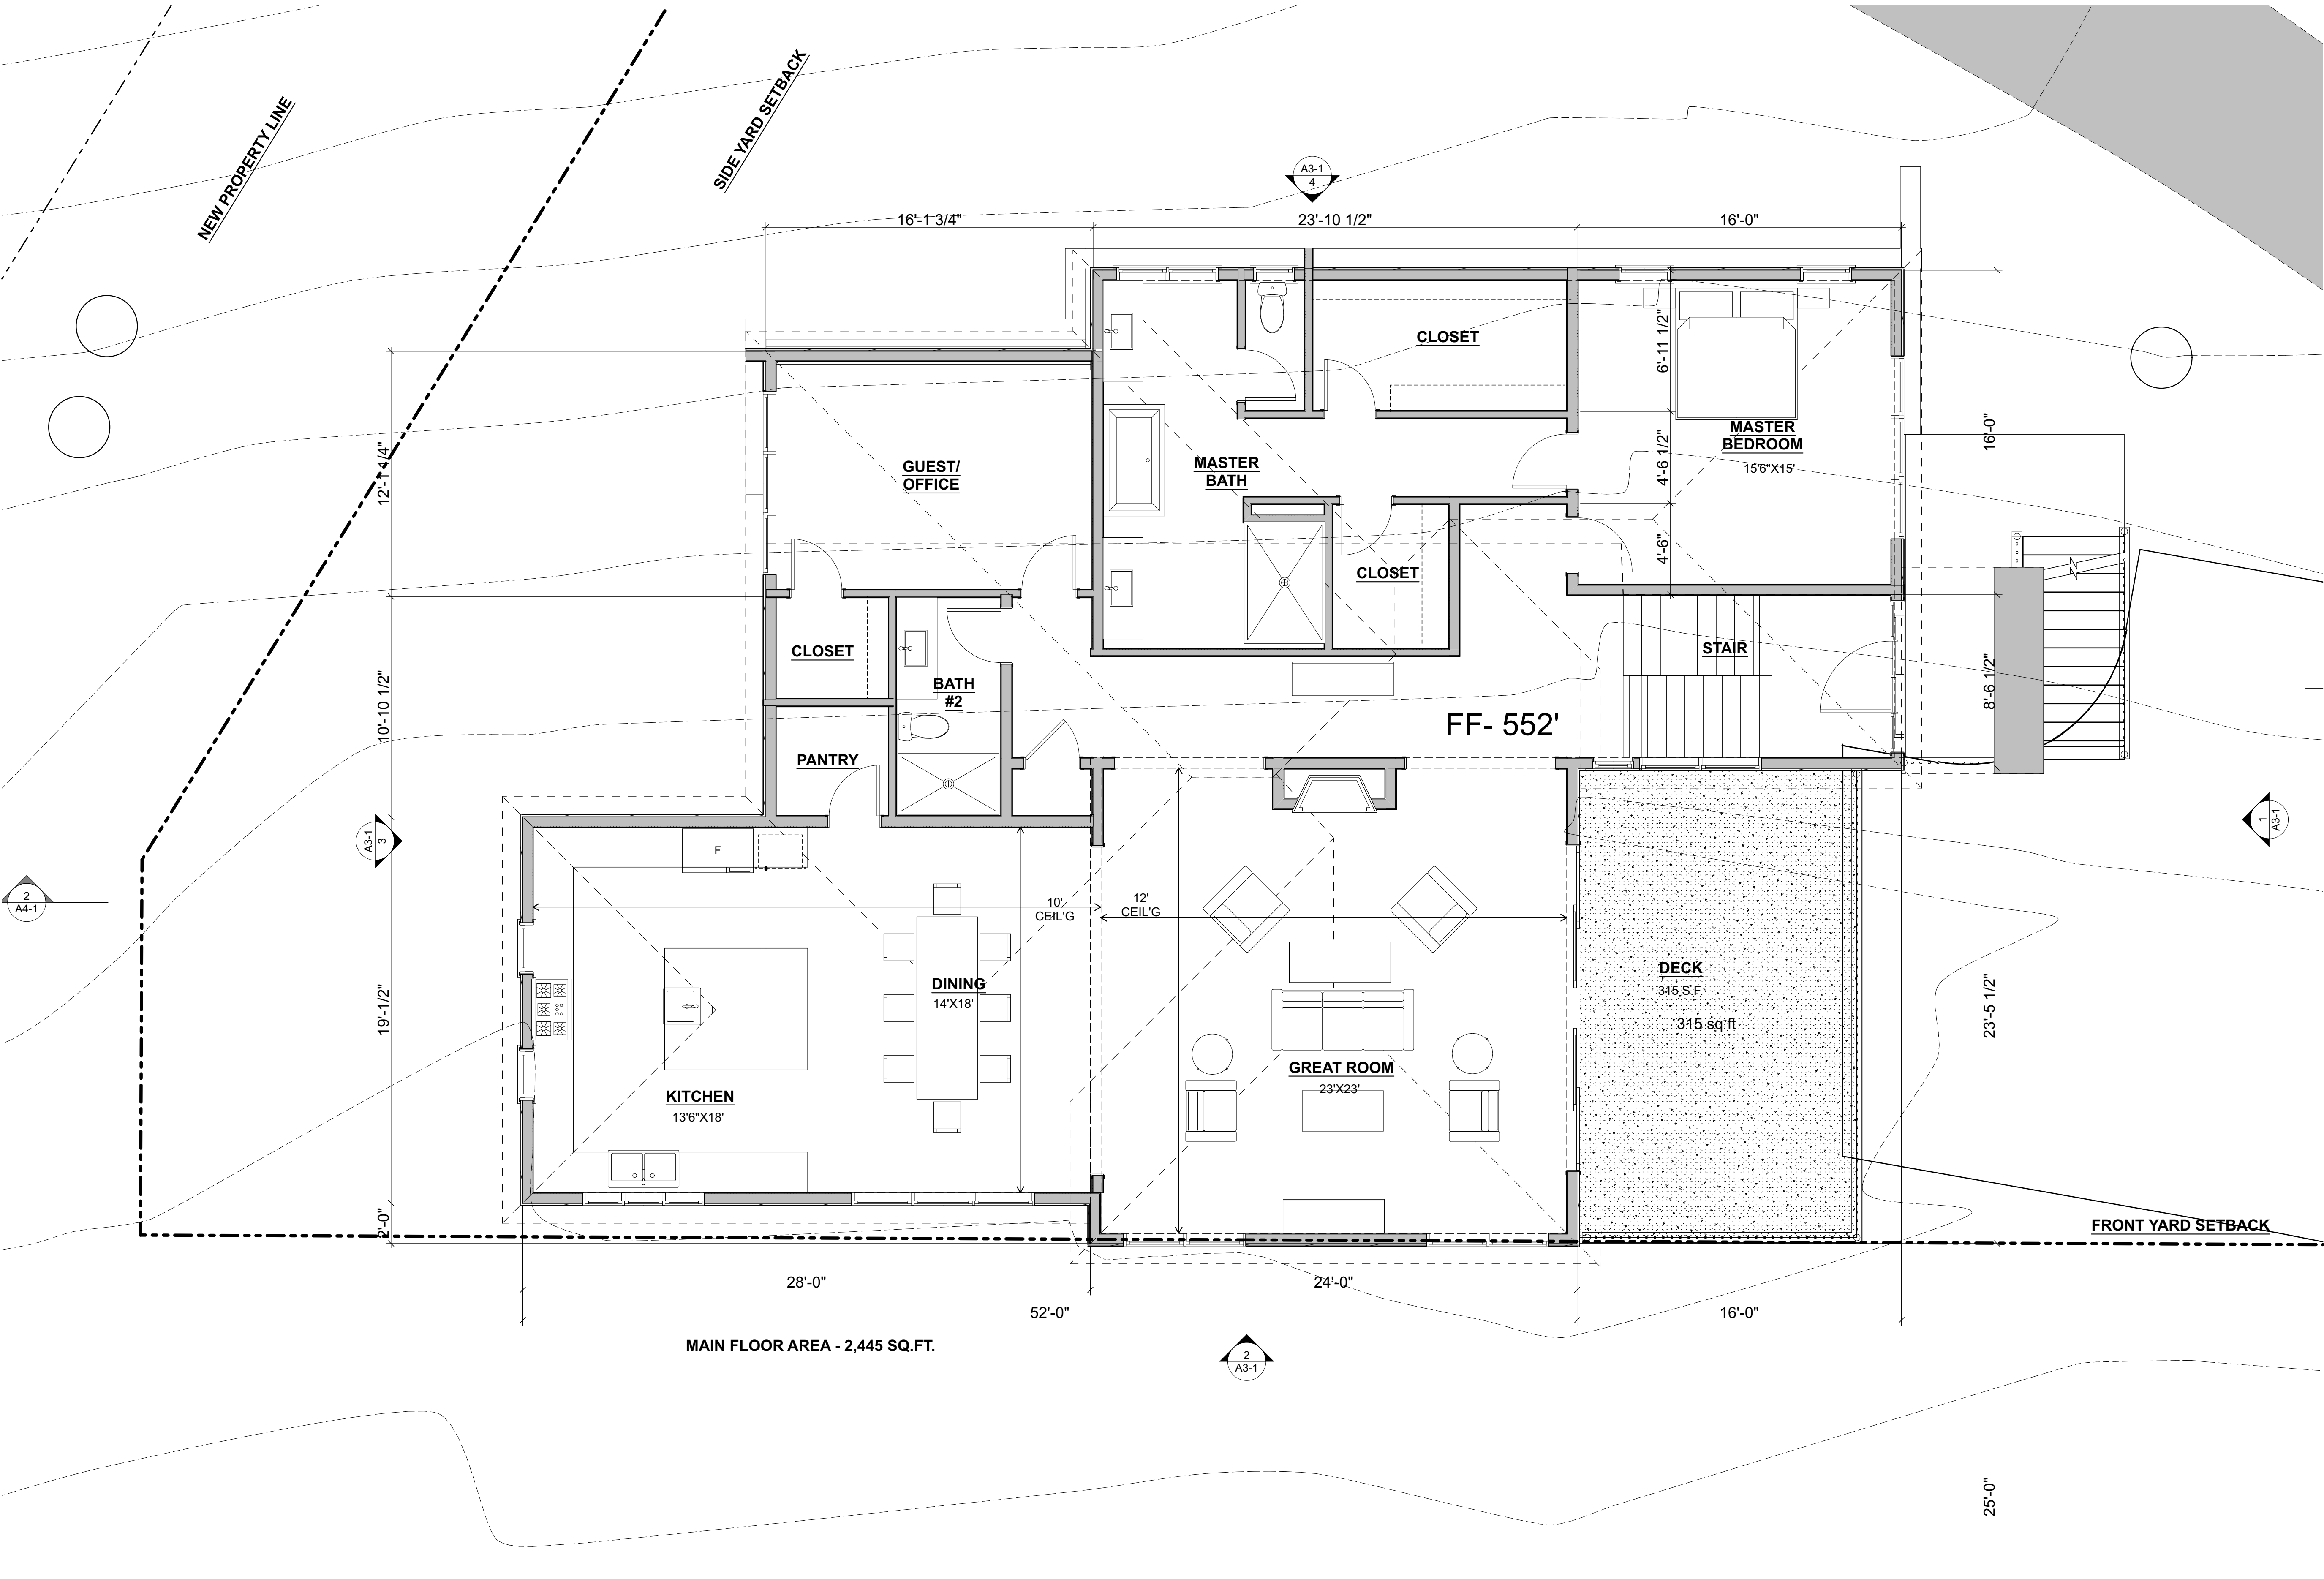 NEW PROPERTY LINE
SIDE YARD SETBACK
A3-1
4
16'-1 3/4"
23'-10 1/2"
16'-0"
CLOSET
6'-11 1/2"
MASTER
BEDROOM
15'6"X15'
16'-0"
12'-1 1/4"
GUEST/
OFFICE
MASTER
BATH
4'-6 1/2"
4'-6"
CLOSET
CLOSET
BATH
#2
STAIR
8'-6 1/2"
10'-10 1/2"
FF- 552'
PANTRY
A3-1
3
1
A3-1
F
2
A4-1
10'
CEIL'G
12'
CEIL'G
DINING
14'X18'
DECK
315 S.F.
315 sq ft
19'-1/2"
23'-5 1/2"
GREAT ROOM
23'X23'
KITCHEN
13'6"X18'
2'-0"
FRONT YARD SETBACK
28'-0"
24'-0"
52'-0"
16'-0"
MAIN FLOOR AREA - 2,445 SQ.FT.
2
A3-1
25'-0"